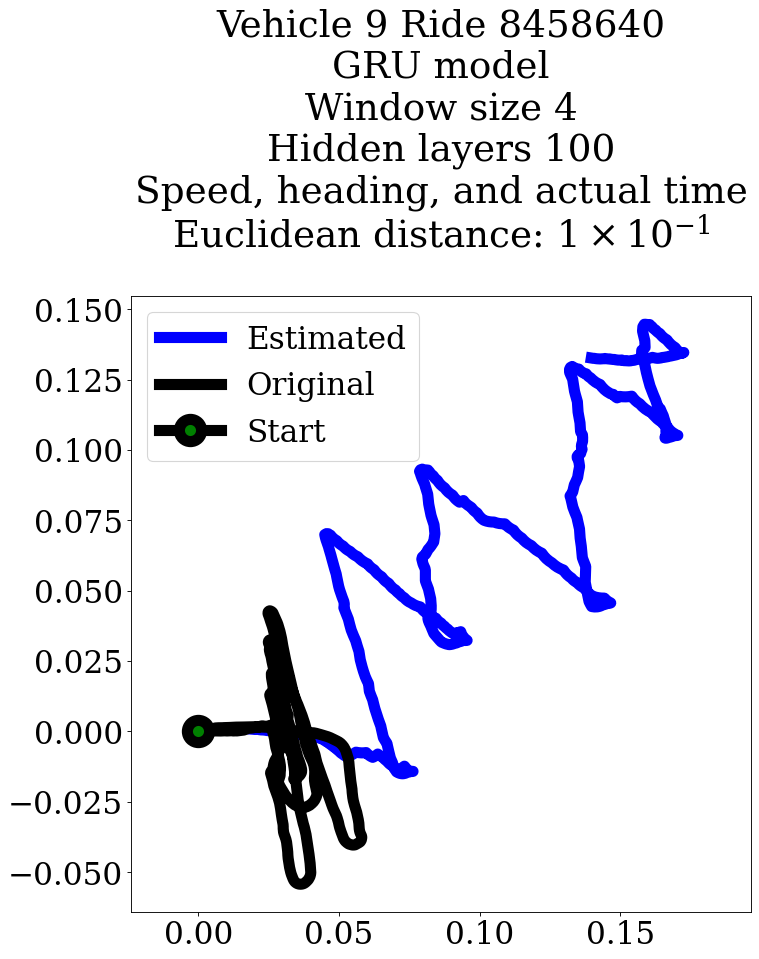 Vehicle 9 Ride 8458640
GRU model
Window size 4
Hidden layers 100
Speed, heading, and actual time
Euclidean distance: 1 × 10⁻¹
Estimated
Original
Start
0.150
0.125
0.100
0.075
0.050
0.025
0.000
−0.025
−0.050
0.00 0.05 0.10 0.15